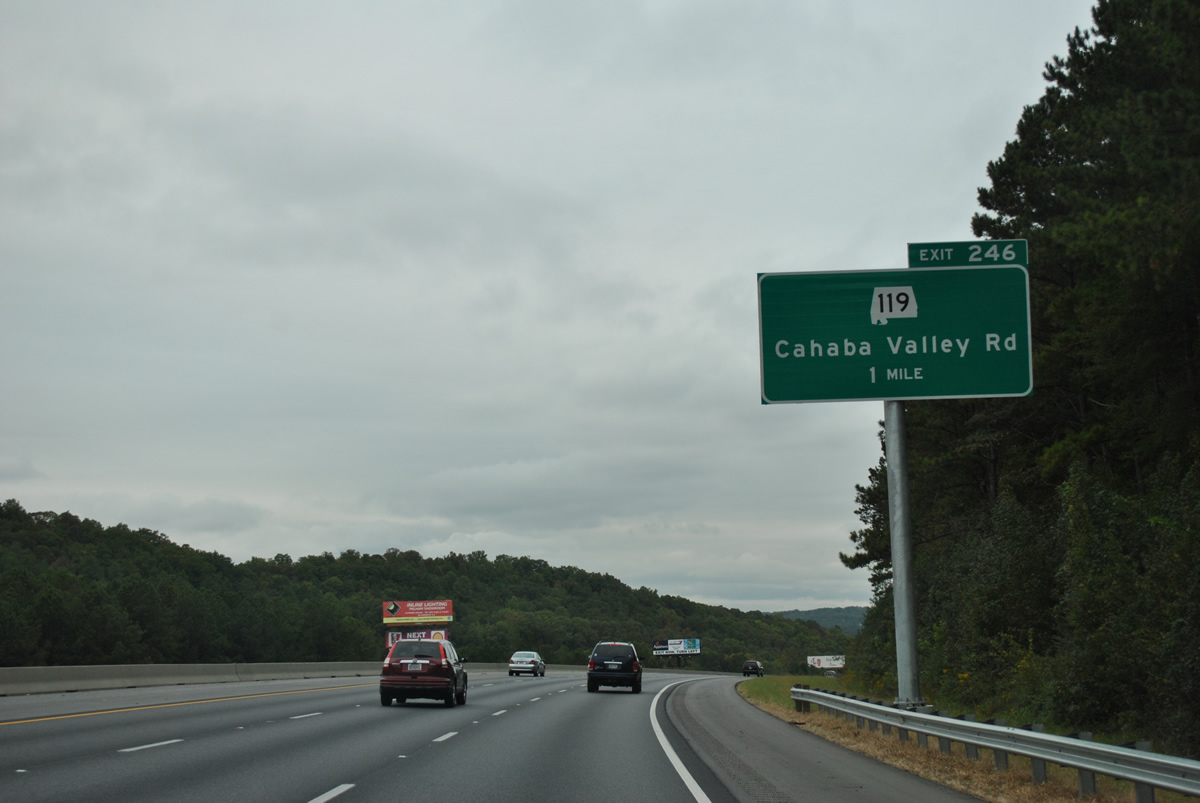 EXIT 246
119
Cahaba Valley Rd
1 MILE
INLINE LIGHTING
NEXT